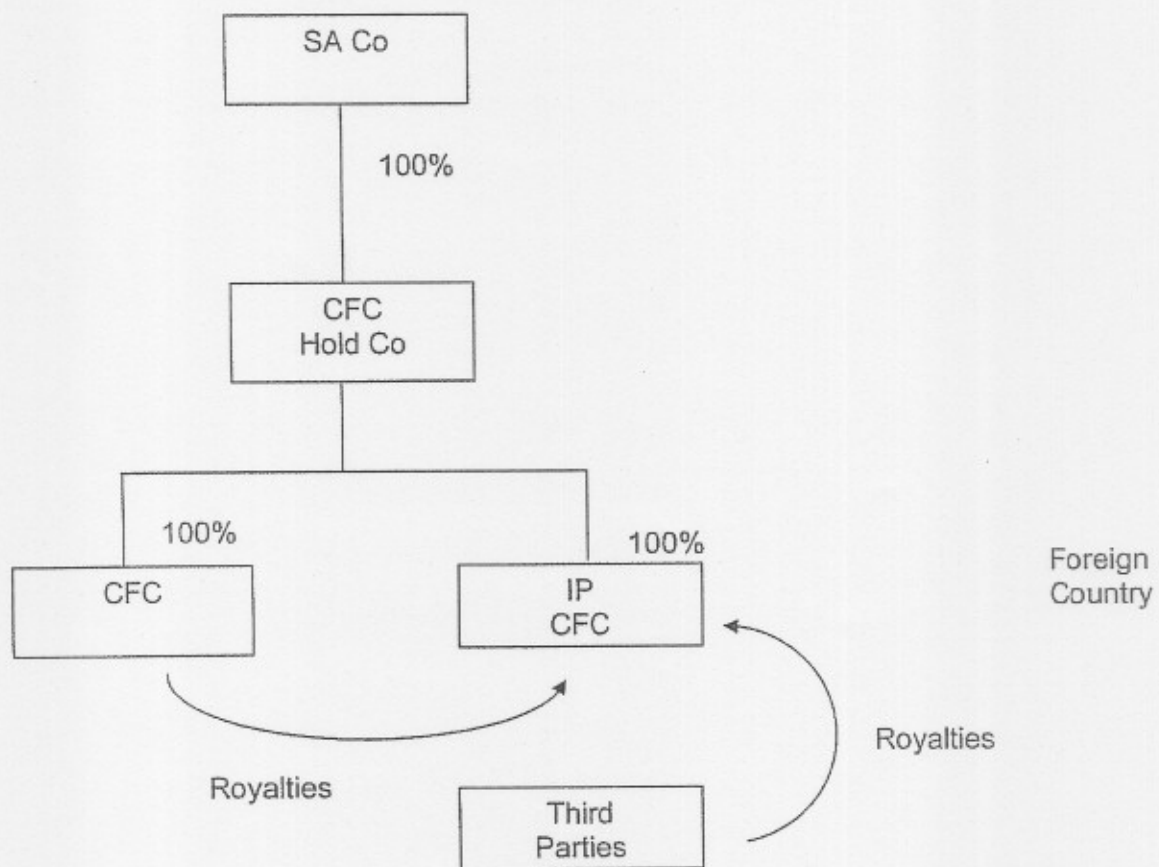 SA Co
100%
CFC
Hold Co
100%
100%
CFC
IP
CFC
Foreign
Country
Royalties
Royalties
Third
Parties